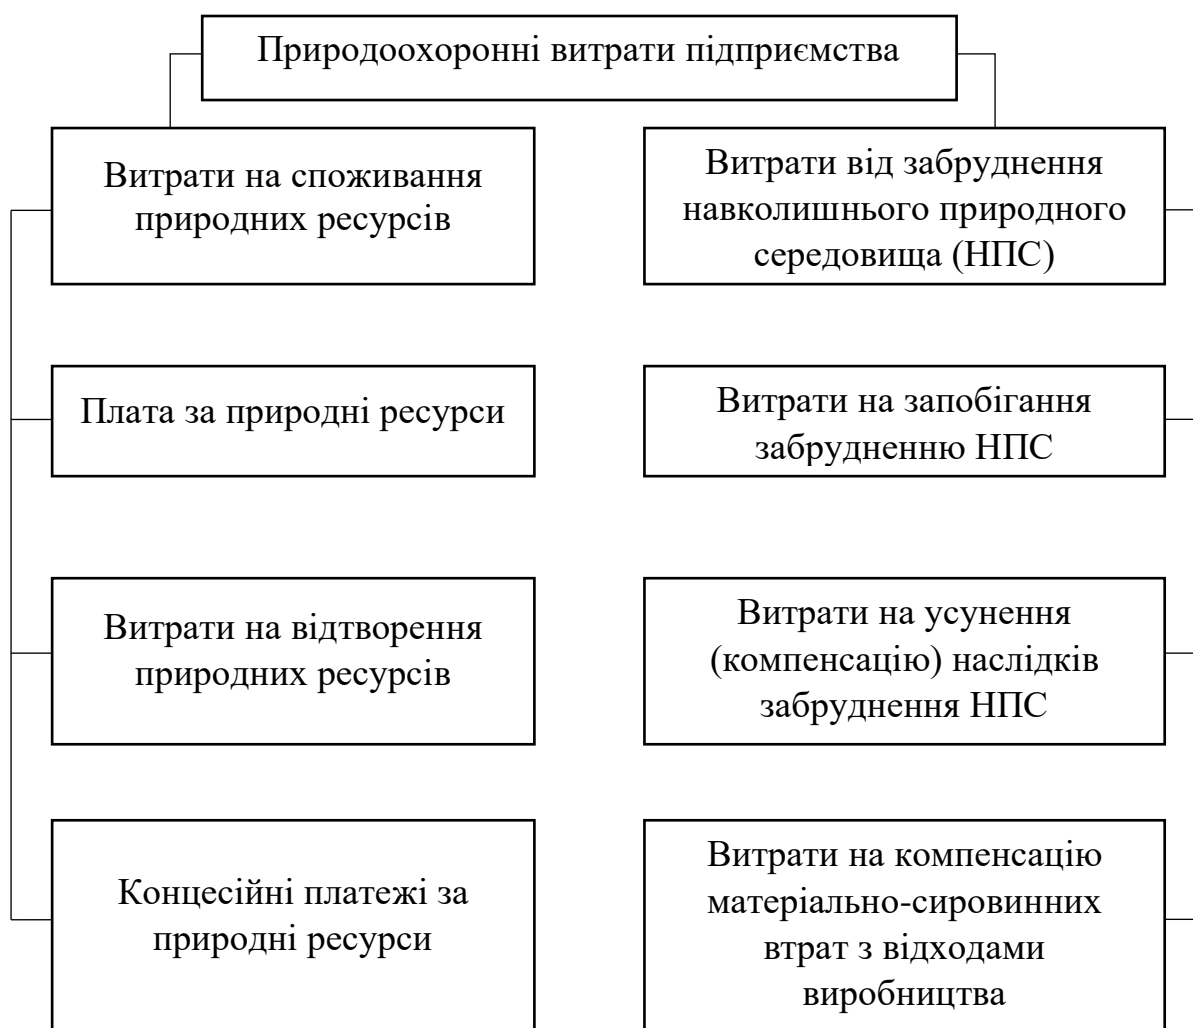 Природоохоронні витрати підприємства
Витрати на споживання
природних ресурсів
Витрати від забруднення
навколишнього природного
середовища (НПС)
Плата за природні ресурси
Витрати на запобігання
забрудненню НПС
Витрати на відтворення
природних ресурсів
Витрати на усунення
(компенсацію) наслідків
забруднення НПС
Концесійні платежі за
природні ресурси
Витрати на компенсацію
матеріально-сировинних
втрат з відходами
виробництва